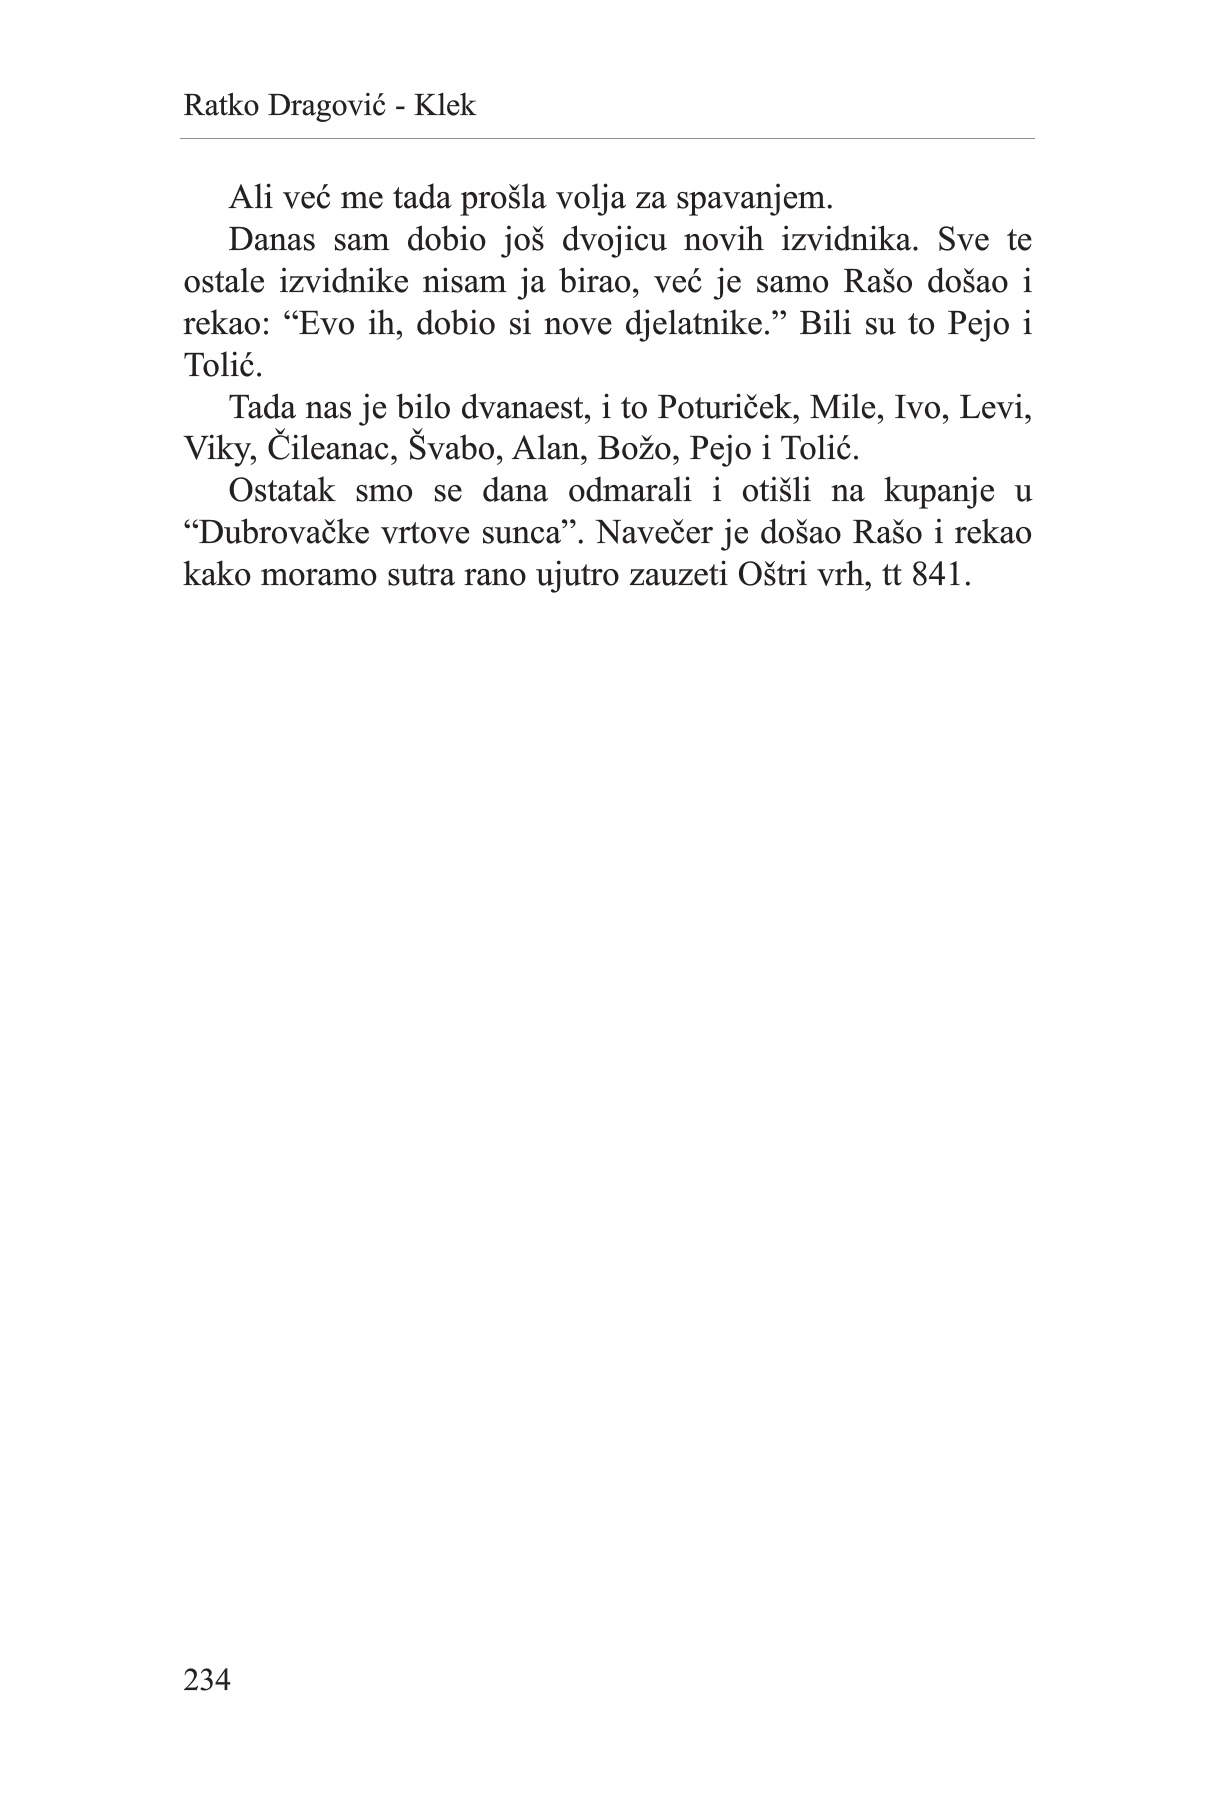 Ratko Dragović - Klek
Ali već me tada prošla volja za spavanjem.
Danas sam dobio još dvojicu novih izvidnika. Sve te
ostale izvidnike nisam ja birao, već je samo Rašo došao i
rekao: “Evo ih, dobio si nove djelatnike.” Bili su to Pejo i
Tolić.
Tada nas je bilo dvanaest, i to Poturiček, Mile, Ivo, Levi,
Viky, Čileanac, Švabo, Alan, Božo, Pejo i Tolić.
Ostatak smo se dana odmarali i otišli na kupanje u
“Dubrovačke vrtove sunca”. Navečer je došao Rašo i rekao
kako moramo sutra rano ujutro zauzeti Oštri vrh, tt 841.
234